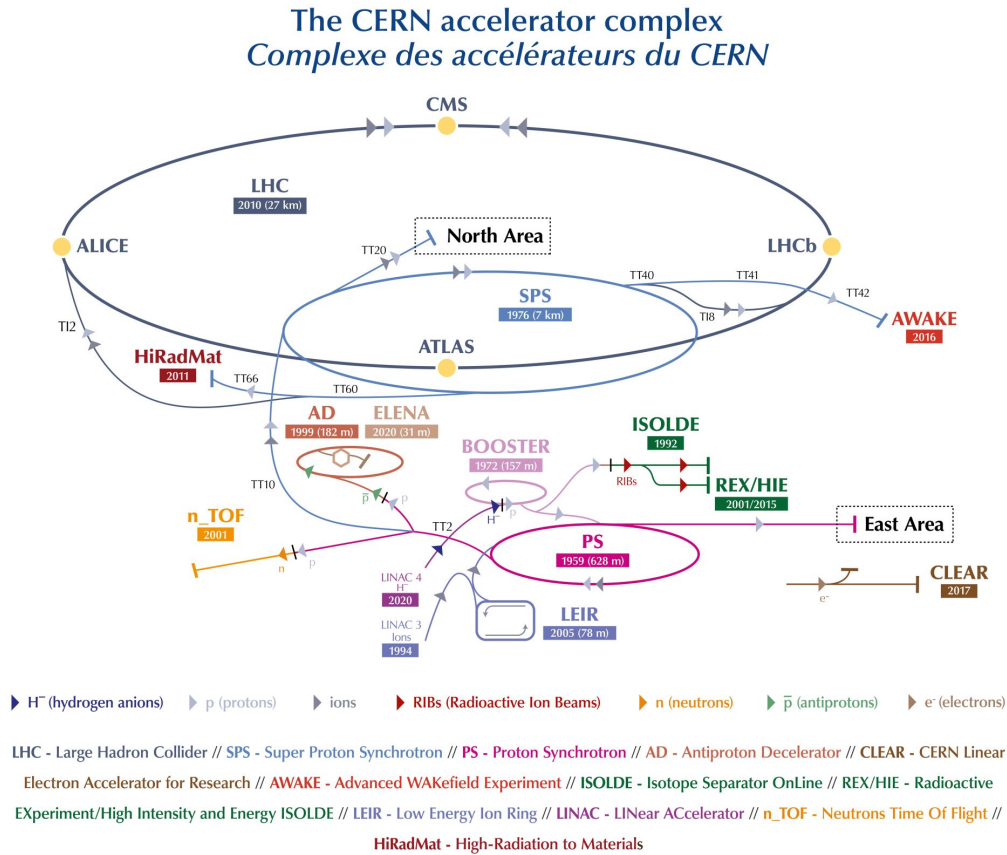 The CERN accelerator complex
Complexe des accélérateurs du CERN
CMS
LHC
2010 (27 km)
North Area
TT20
ALICE
LHCb
TT40
TT41
SPS
1976 (7 km)
TT42
TI8
TI2
AWAKE
2016
ATLAS
HiRadMat
2011
TT66
TT60
AD
1999 (182 m)
ELENA
2020 (31 m)
ISOLDE
1992
BOOSTER
1972 (157 m)
RIBs
REX/HIE
2001/2015
TT10
p̅
p
H⁻
p
n_TOF
2001
TT2
East Area
PS
1959 (628 m)
n
p
LINAC 4
H⁻
2020
CLEAR
2017
e⁻
LINAC 3
Ions
1994
LEIR
2005 (78 m)
H⁻ (hydrogen anions)
p (protons)
ions
RIBs (Radioactive Ion Beams)
n (neutrons)
p̅ (antiprotons)
e⁻ (electrons)
LHC - Large Hadron Collider // SPS - Super Proton Synchrotron // PS - Proton Synchrotron // AD - Antiproton Decelerator // CLEAR - CERN Linear
Electron Accelerator for Research // AWAKE - Advanced WAKefield Experiment // ISOLDE - Isotope Separator OnLine // REX/HIE - Radioactive
EXperiment/High Intensity and Energy ISOLDE // LEIR - Low Energy Ion Ring // LINAC - LINear ACcelerator // n_TOF - Neutrons Time Of Flight //
HiRadMat - High-Radiation to Materials